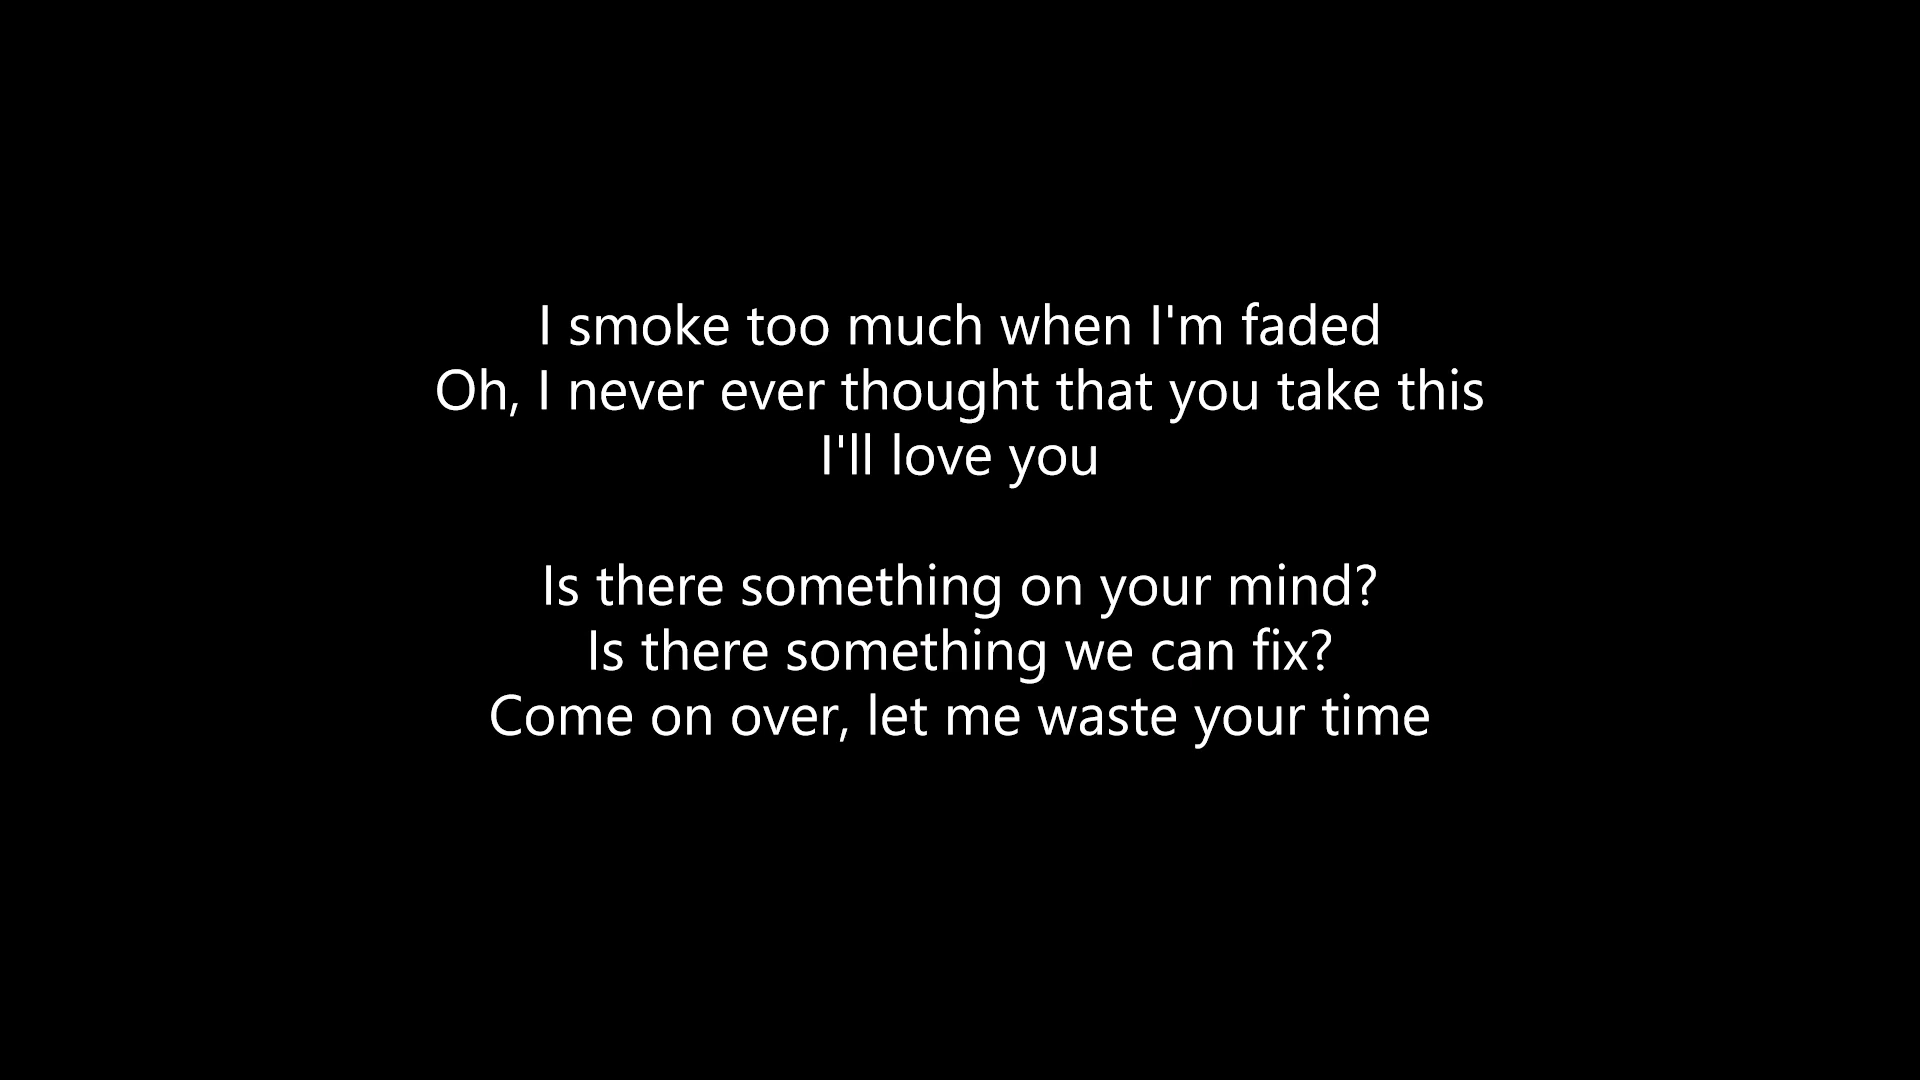 I smoke too much when I'm faded
Oh, I never ever thought that you take this
I'll love you
Is there something on your mind?
Is there something we can fix?
Come on over, let me waste your time